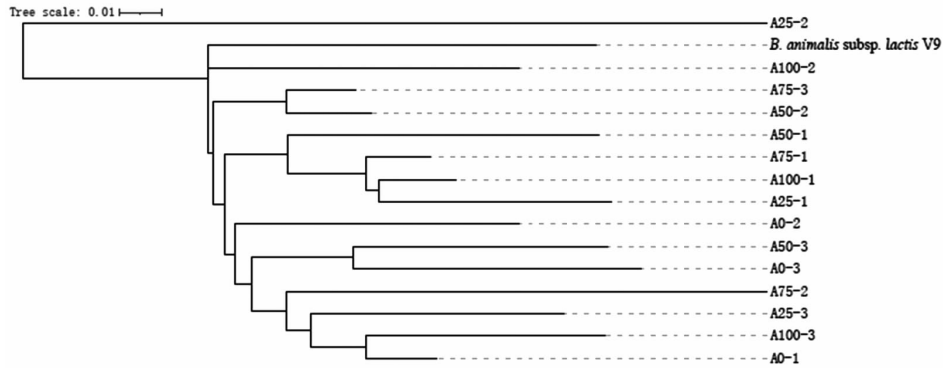 Tree scale: 0.01
A25-2
B. animalis subsp. lactis V9
A100-2
A75-3
A50-2
A50-1
A75-1
A100-1
A25-1
A0-2
A50-3
A0-3
A75-2
A25-3
A100-3
A0-1